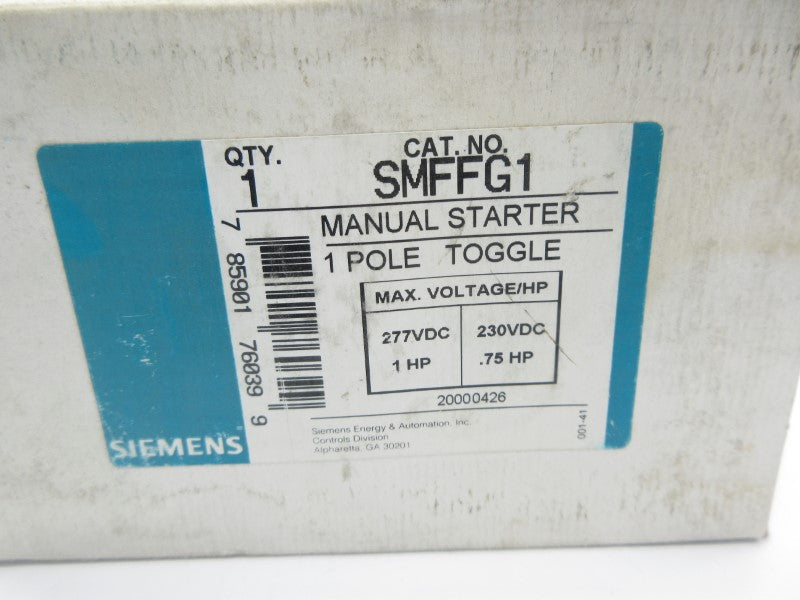 QTY.
1
CAT. NO.
SMFFG1
MANUAL STARTER
1 POLE TOGGLE
MAX. VOLTAGE/HP
277VDC 230VDC
1 HP .75 HP
20000426
Siemens Energy & Automation, Inc.
Controls Division
Alpharetta, GA 30201
001-41
7 85901 76039 9
SIEMENS